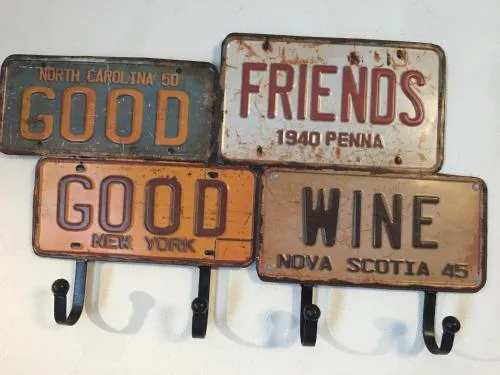 NORTH CAROLINA 50
GOOD
FRIENDS
1940 PENNA
GOOD
NEW YORK
WINE
NOVA SCOTIA 45